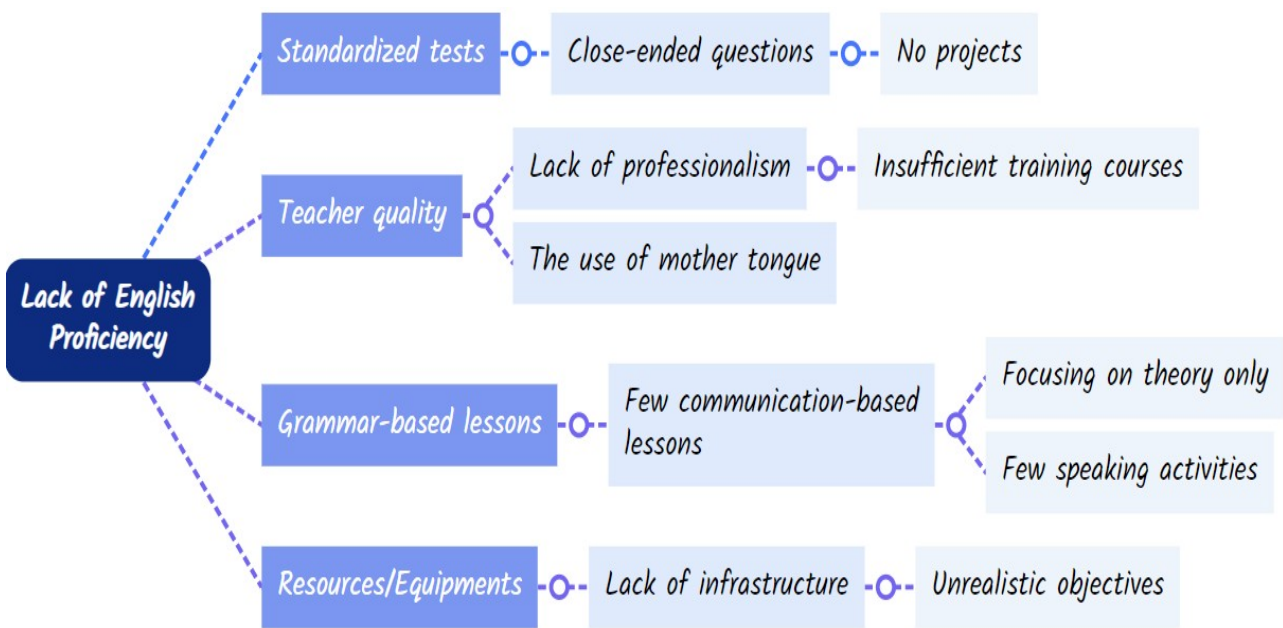 Standardized tests
Close-ended questions
No projects
Teacher quality
Lack of professionalism
Insufficient training courses
The use of mother tongue
Lack of English
Proficiency
Grammar-based lessons
Few communication-based
lessons
Focusing on theory only
Few speaking activities
Resources/Equipments
Lack of infrastructure
Unrealistic objectives